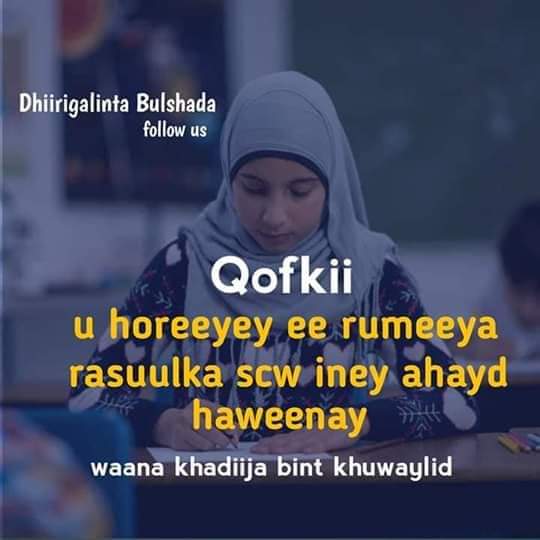 Dhiirigalinta Bulshada
follow us
Qofkii
u horeeyey ee rumeeya
rasuulka scw iney ahayd
haweenay
waana khadiija bint khuwaylid